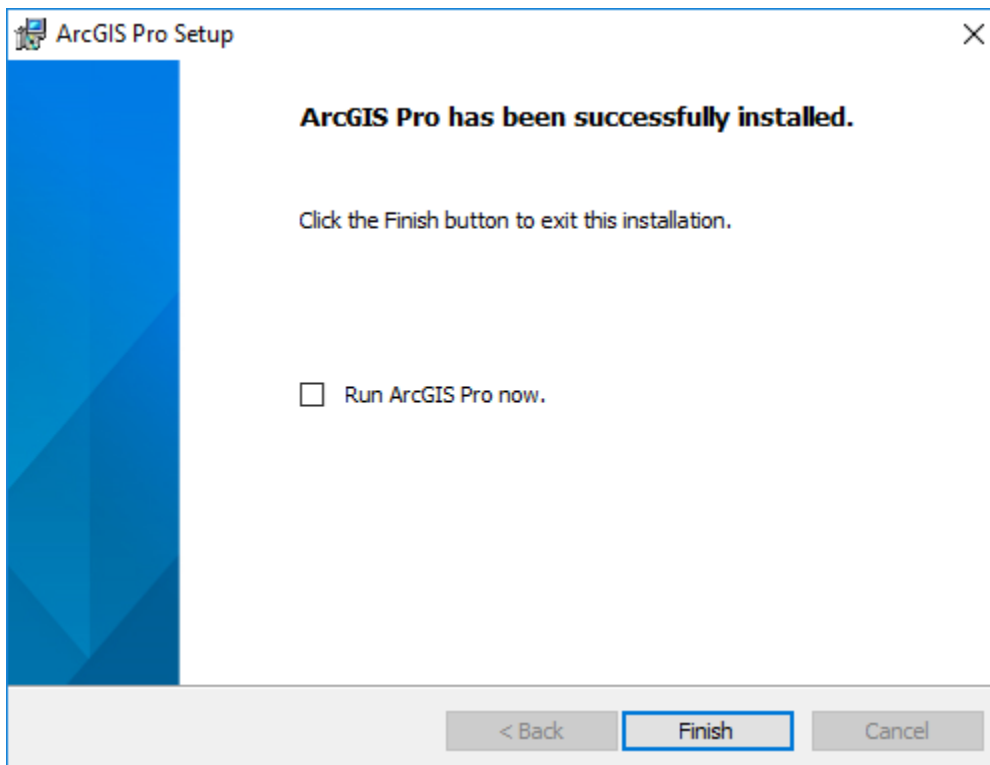 ArcGIS Pro Setup
ArcGIS Pro has been successfully installed.
Click the Finish button to exit this installation.
Run ArcGIS Pro now.
< Back
Finish
Cancel